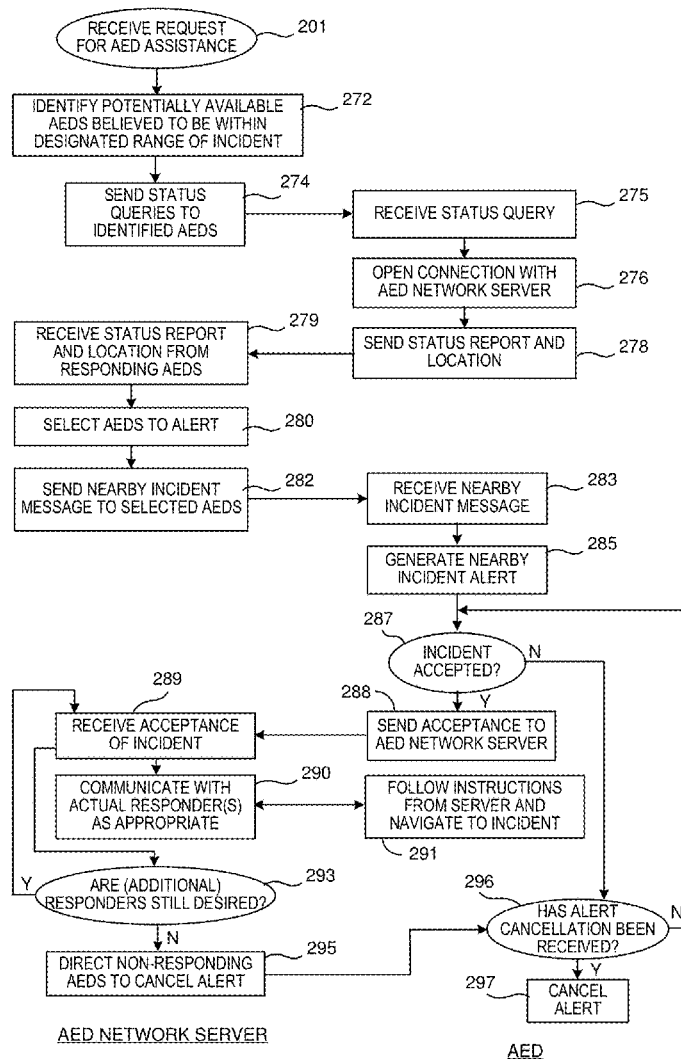 RECEIVE REQUEST
FOR AED ASSISTANCE
201
IDENTIFY POTENTIALLY AVAILABLE
AEDS BELIEVED TO BE WITHIN
DESIGNATED RANGE OF INCIDENT
272
SEND STATUS
QUERIES TO
IDENTIFIED AEDS
274
RECEIVE STATUS QUERY
275
OPEN CONNECTION WITH
AED NETWORK SERVER
276
SEND STATUS REPORT AND
LOCATION
278
RECEIVE STATUS REPORT
AND LOCATION FROM
RESPONDING AEDS
279
SELECT AEDS TO ALERT
280
SEND NEARBY INCIDENT
MESSAGE TO SELECTED AEDS
282
RECEIVE NEARBY
INCIDENT MESSAGE
283
GENERATE NEARBY
INCIDENT ALERT
285
287
INCIDENT
ACCEPTED?
N
Y
288
SEND ACCEPTANCE TO
AED NETWORK SERVER
289
RECEIVE ACCEPTANCE
OF INCIDENT
COMMUNICATE WITH
ACTUAL RESPONDER(S)
AS APPROPRIATE
290
FOLLOW INSTRUCTIONS
FROM SERVER AND
NAVIGATE TO INCIDENT
291
Y
ARE (ADDITIONAL)
RESPONDERS STILL DESIRED?
293
N
DIRECT NON-RESPONDING
AEDS TO CANCEL ALERT
295
296
HAS ALERT
CANCELLATION BEEN
RECEIVED?
N
Y
297
CANCEL
ALERT
AED NETWORK SERVER
AED